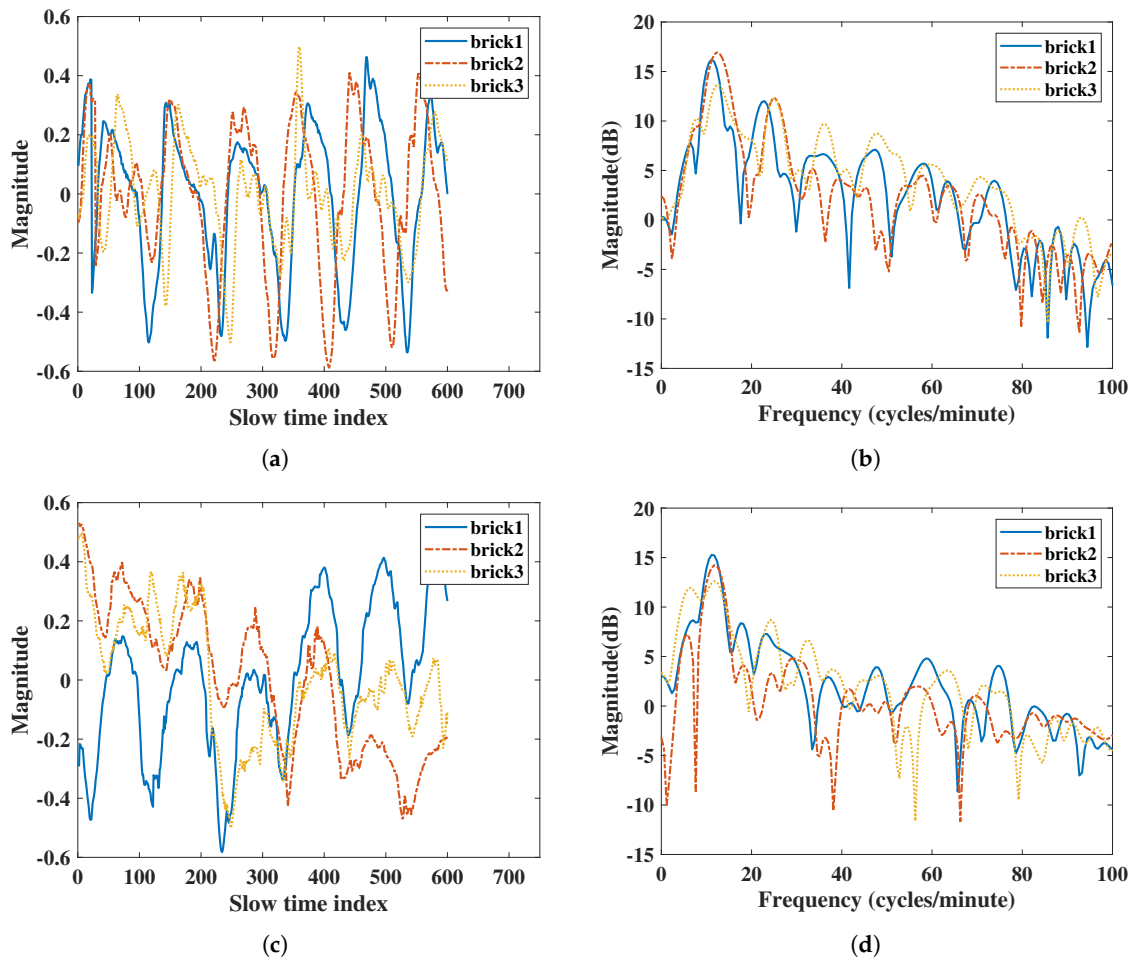 0.6
0.4
0.2
0
-0.2
-0.4
-0.6
Magnitude
0 100 200 300 400 500 600 700
Slow time index
brick1
brick2
brick3
(a)
20
15
10
5
0
-5
-10
-15
Magnitude(dB)
0 20 40 60 80 100
Frequency (cycles/minute)
brick1
brick2
brick3
(b)
0.6
0.4
0.2
0
-0.2
-0.4
-0.6
Magnitude
0 100 200 300 400 500 600 700
Slow time index
brick1
brick2
brick3
(c)
20
15
10
5
0
-5
-10
-15
Magnitude(dB)
0 20 40 60 80 100
Frequency (cycles/minute)
brick1
brick2
brick3
(d)